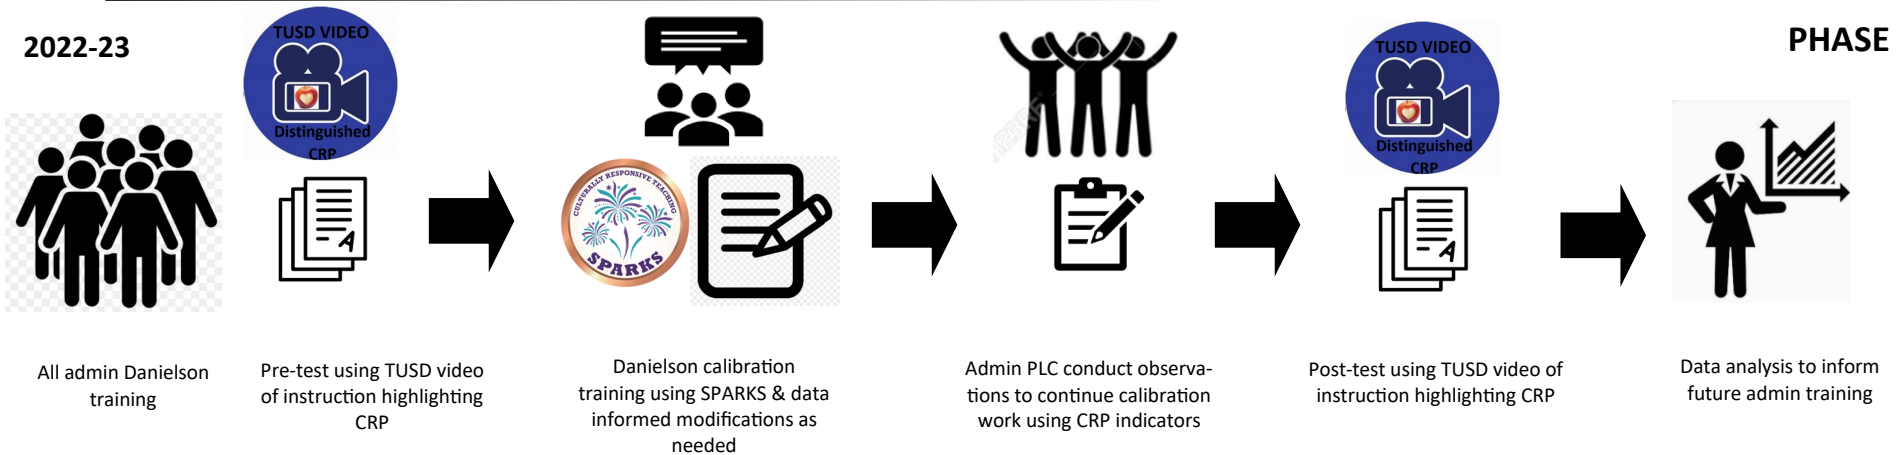 2022-23
PHASE
TUSD VIDEO
Distinguished
CRP
A
CULTURALLY RESPONSIVE TEACHING
SPARKS
123RF
TUSD VIDEO
Distinguished
CRP
A
All admin Danielson
training
Pre-test using TUSD video
of instruction highlighting
CRP
Danielson calibration
training using SPARKS & data
informed modifications as
needed
Admin PLC conduct observa-
tions to continue calibration
work using CRP indicators
Post-test using TUSD video of
instruction highlighting CRP
Data analysis to inform
future admin training